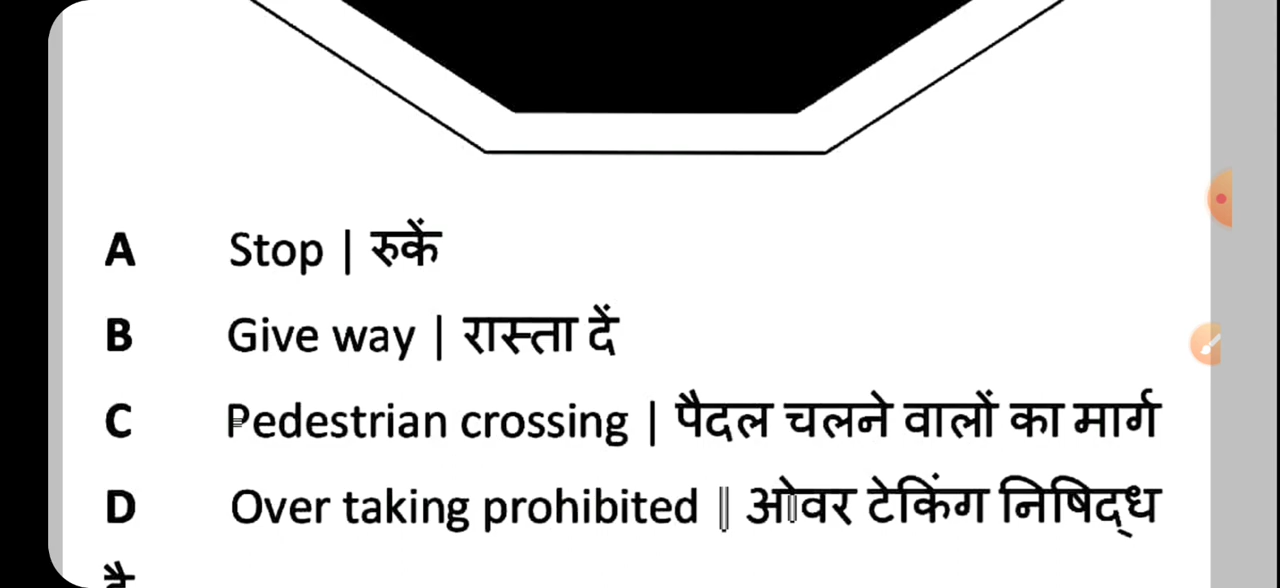 A Stop | रुकें
B Give way | रास्ता दें
C Pedestrian crossing | पैदल चलने वालों का मार्ग
D Over taking prohibited | ओवर टेकिंग निषिद्ध
है